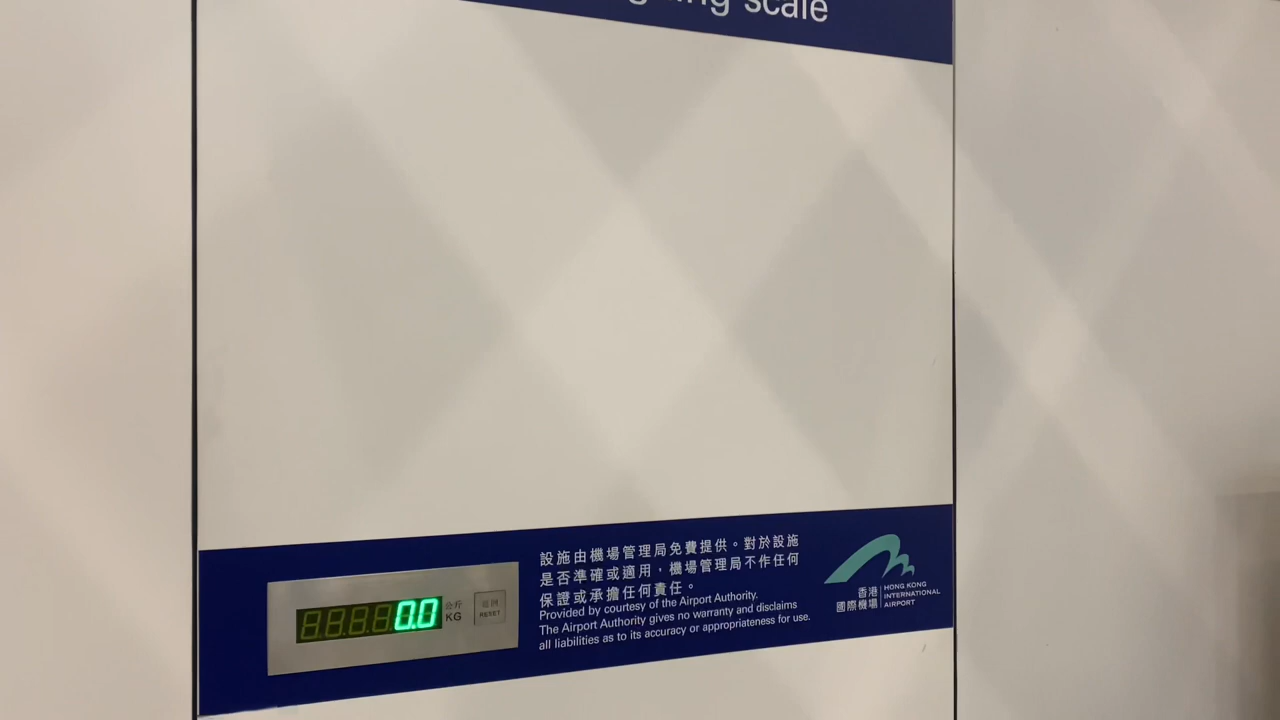 scale
設施由機場管理局免費提供。對於設施
是否準確或適用，機場管理局不作任何
保證或承擔任何責任。
Provided by courtesy of the Airport Authority.
The Airport Authority gives no warranty and disclaims
all liabilities as to its accuracy or appropriateness for use.
0.0
公斤
KG
RESET
香港
國際機場
HONG KONG
INTERNATIONAL
AIRPORT